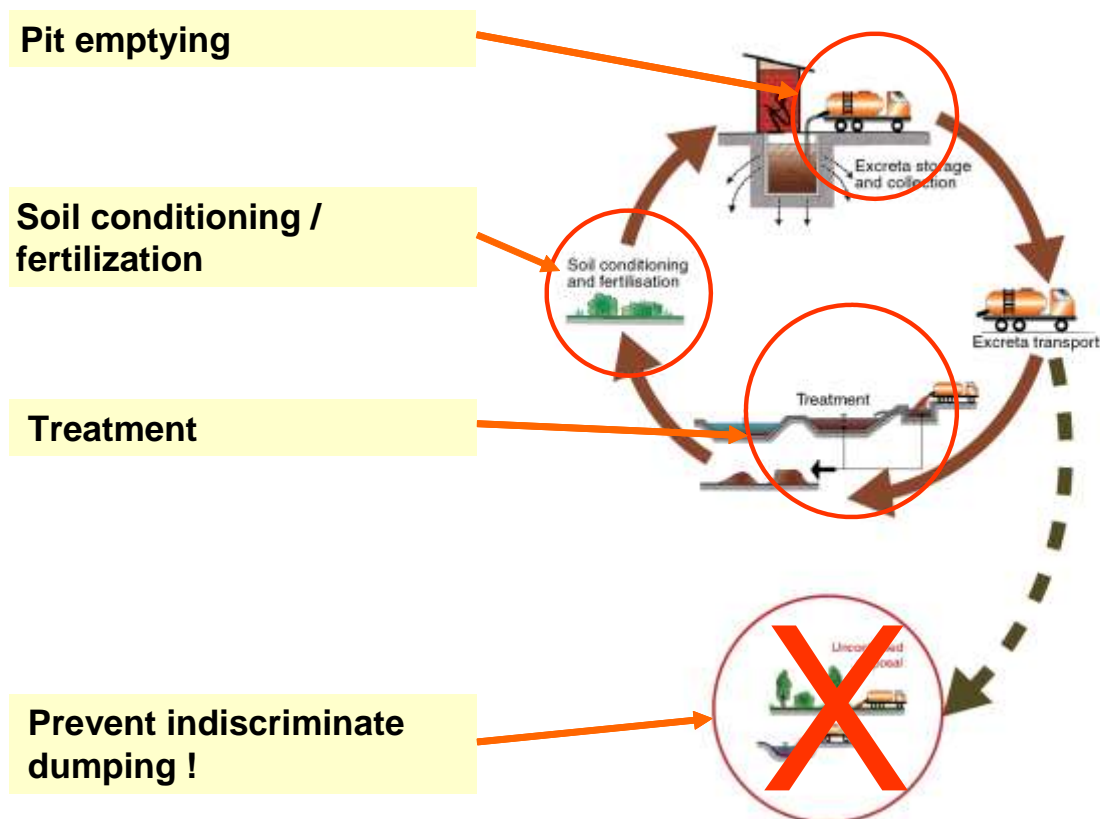 Pit emptying
Excreta storage
and collection
Soil conditioning /
fertilization
Soil conditioning
and fertilisation
Excreta transport
Treatment
Treatment
Prevent indiscriminate
dumping !